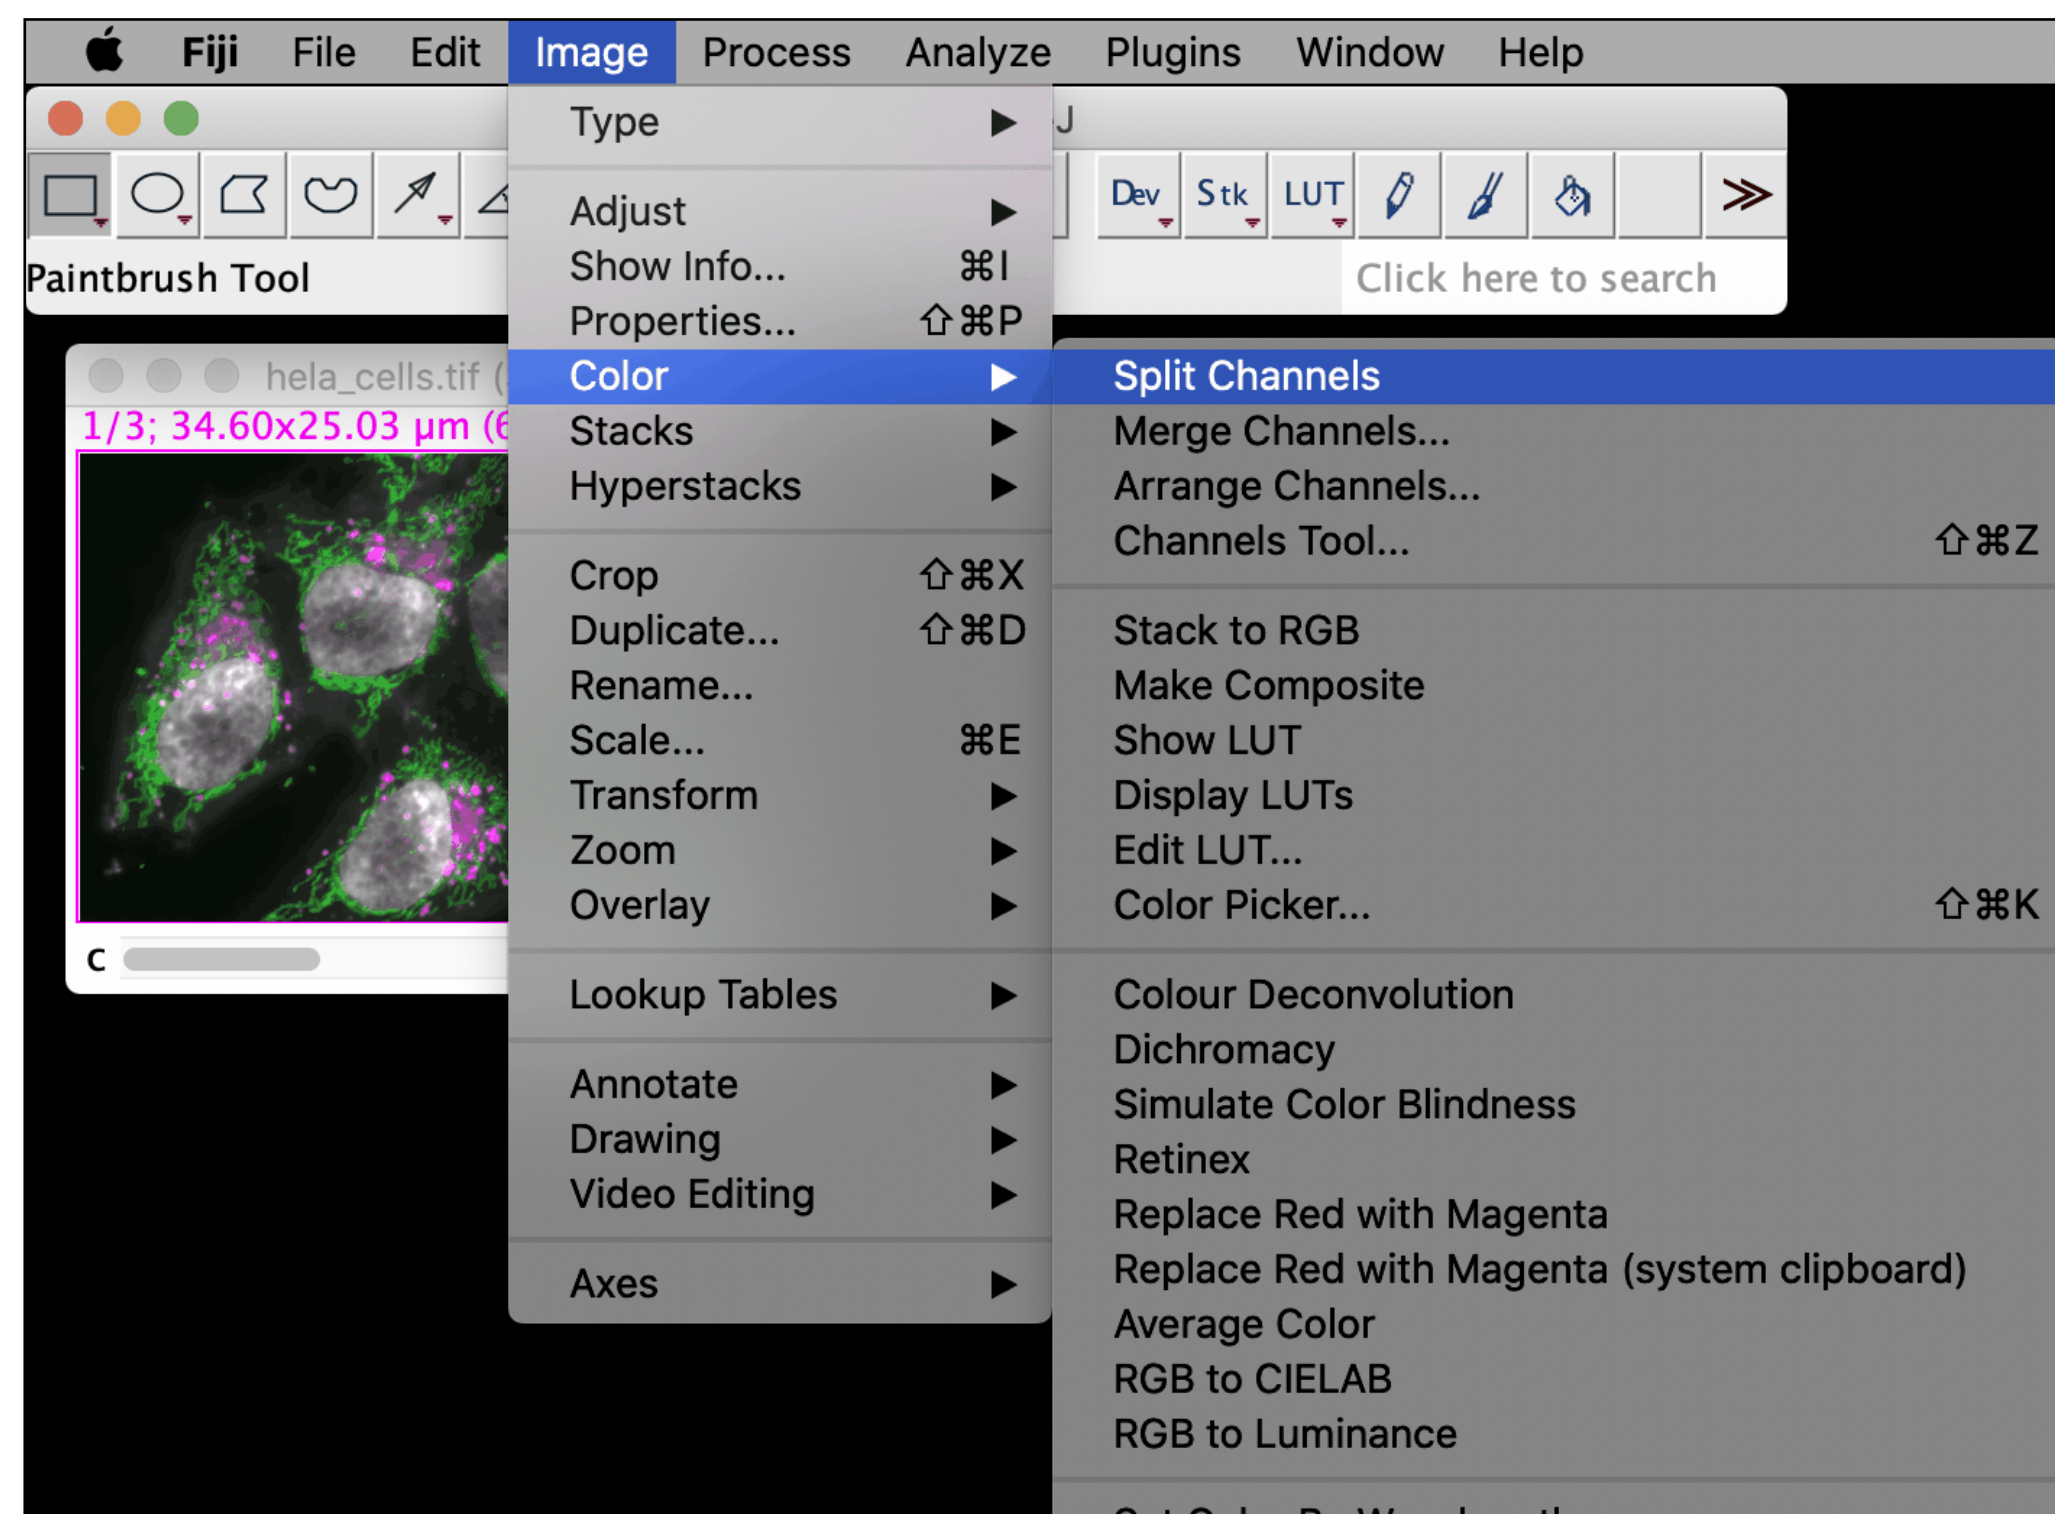 Fiji File Edit Image Process Analyze Plugins Window Help
J
Dev Stk LUT
Paintbrush Tool
Click here to search
hela_cells.tif (
1/3; 34.60x25.03 µm (6
C
Type ▶
Adjust ▶
Show Info... ⌘I
Properties... ⇧⌘P
Color ▶
Stacks ▶
Hyperstacks ▶
Crop ⇧⌘X
Duplicate... ⇧⌘D
Rename...
Scale... ⌘E
Transform ▶
Zoom ▶
Overlay ▶
Lookup Tables ▶
Annotate ▶
Drawing ▶
Video Editing ▶
Axes ▶
Split Channels
Merge Channels...
Arrange Channels...
Channels Tool... ⇧⌘Z
Stack to RGB
Make Composite
Show LUT
Display LUTs
Edit LUT...
Color Picker... ⇧⌘K
Colour Deconvolution
Dichromacy
Simulate Color Blindness
Retinex
Replace Red with Magenta
Replace Red with Magenta (system clipboard)
Average Color
RGB to CIELAB
RGB to Luminance